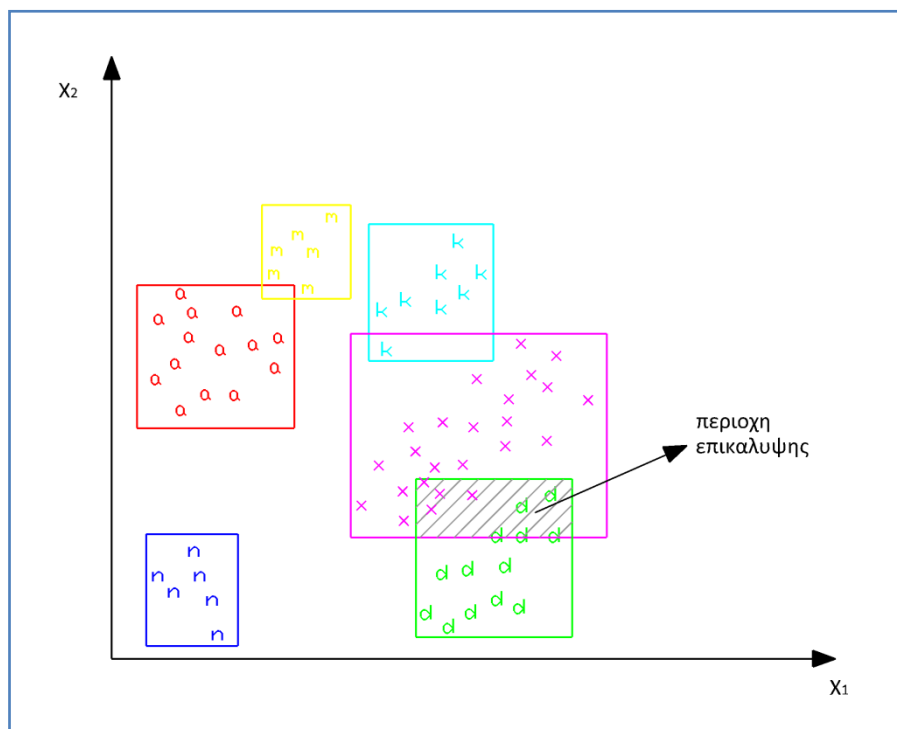 X₂
m m m m m m
k k k k k k k k
a a a a a a a a a a a a a a
x x x x x x x x x x x x x x x x x x x x x x x x
περιοχη
επικαλυψης
d d d d d d d d d d d d d
n n n n n n
X₁